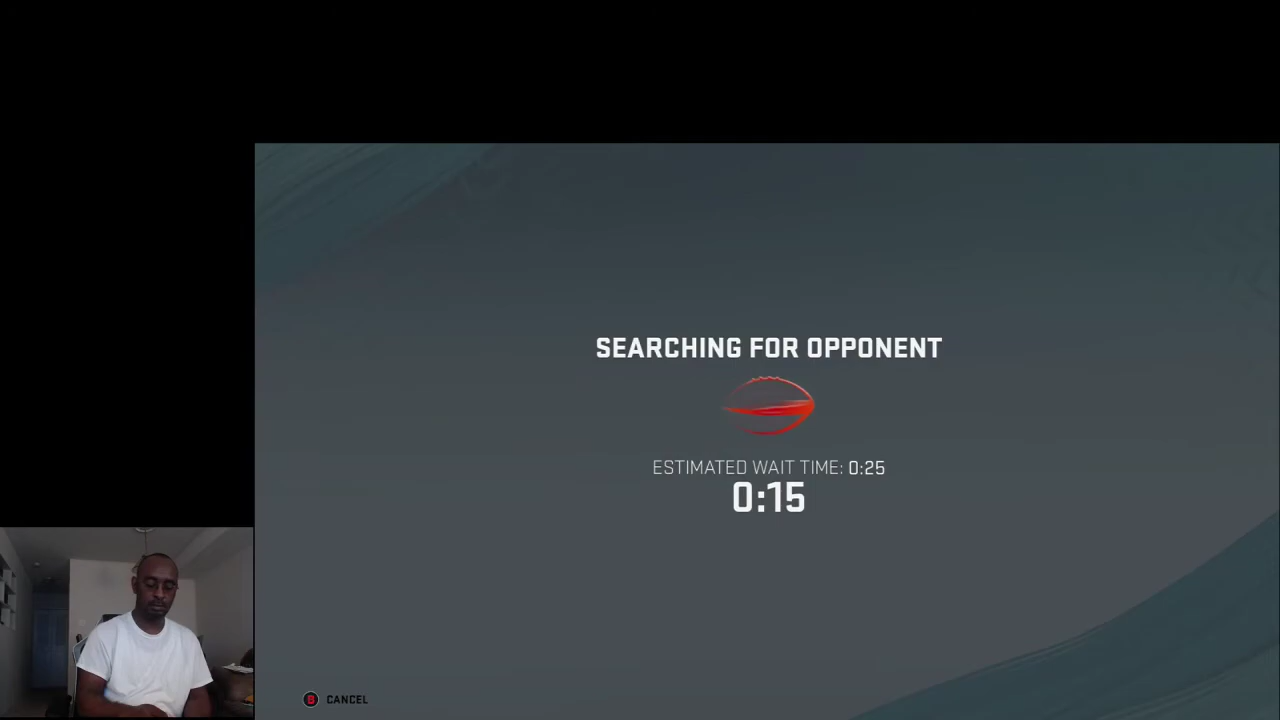 SEARCHING FOR OPPONENT
ESTIMATED WAIT TIME: 0:25
0:15
B CANCEL